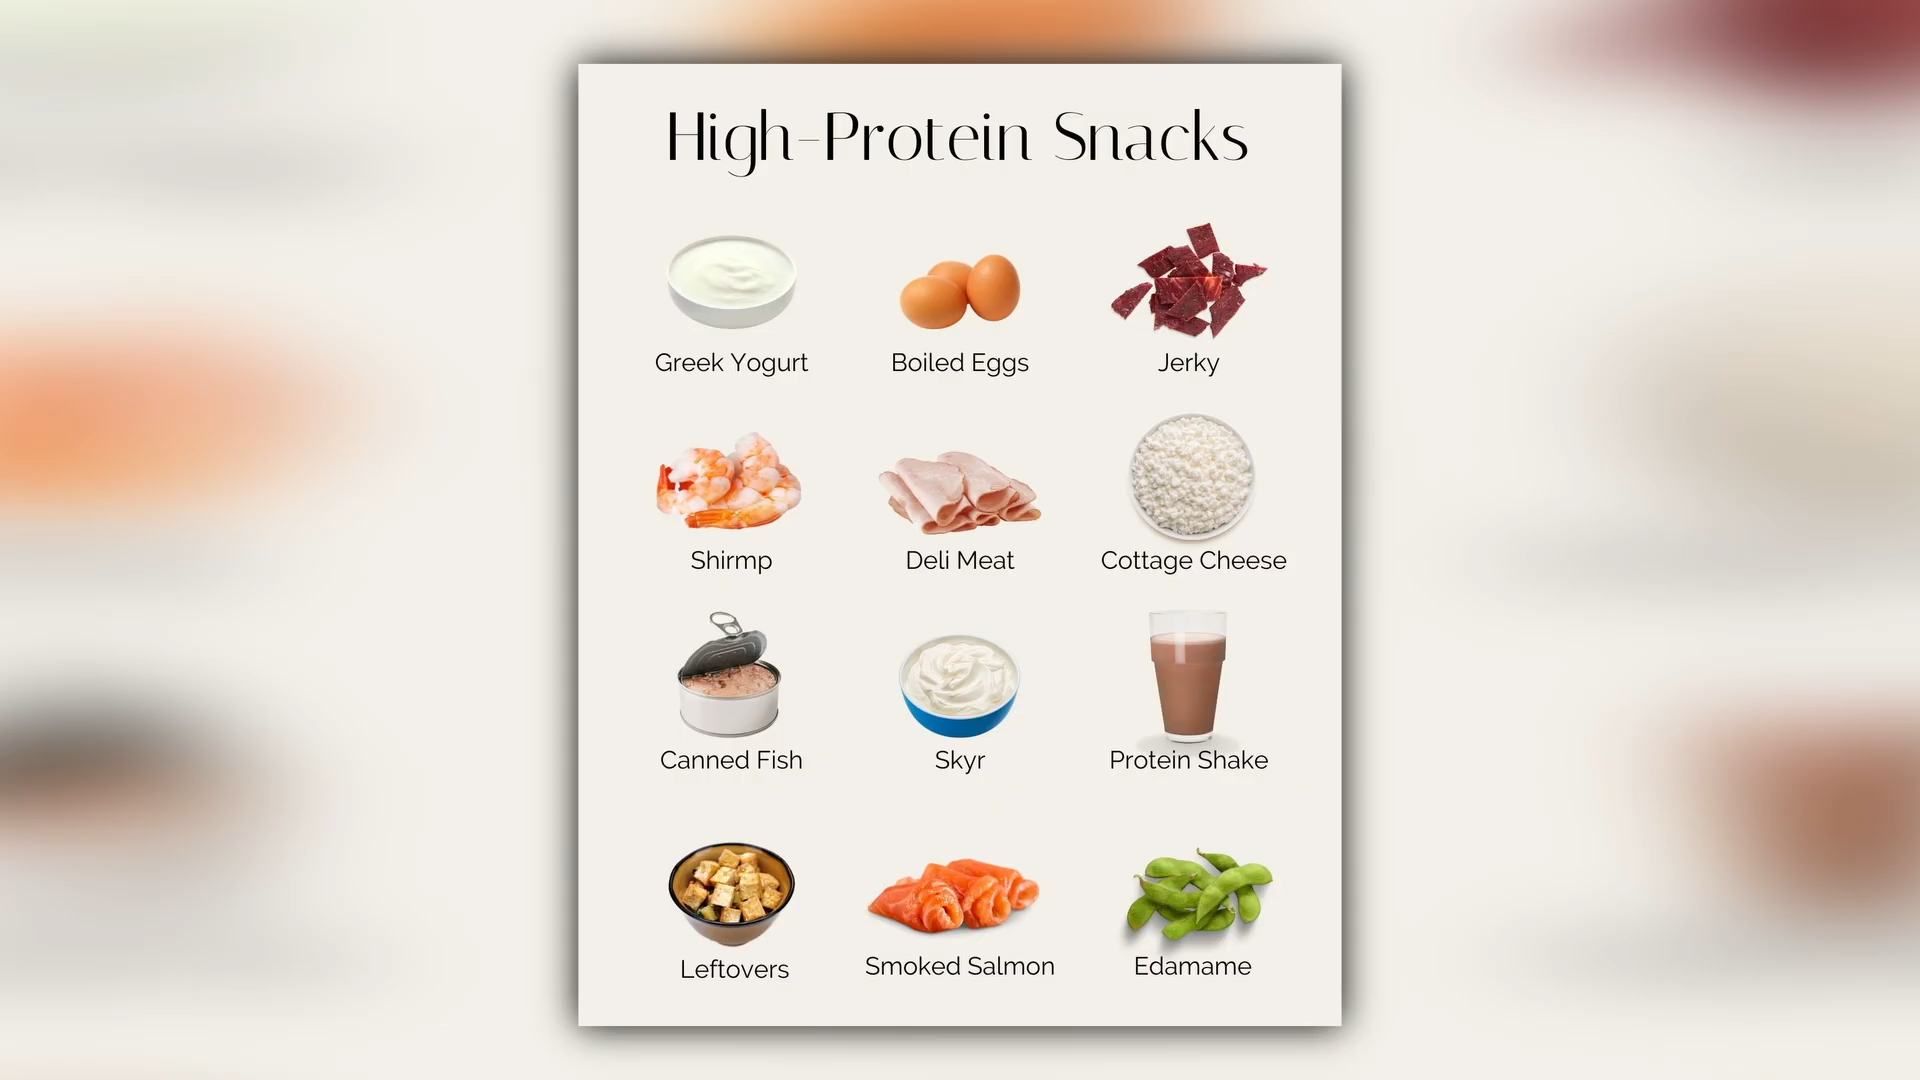 High-Protein Snacks
Greek Yogurt
Boiled Eggs
Jerky
Shirmp
Deli Meat
Cottage Cheese
Canned Fish
Skyr
Protein Shake
Leftovers
Smoked Salmon
Edamame